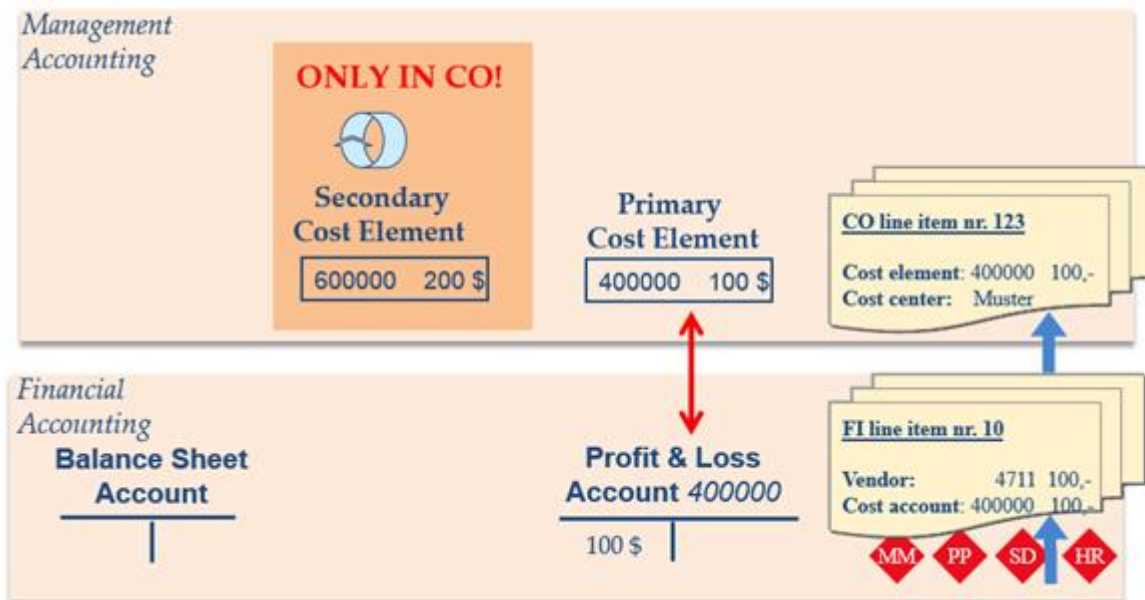 Management
Accounting
ONLY IN CO!
Secondary
Cost Element
600000 200 $
Primary
Cost Element
400000 100 $
CO line item nr. 123
Cost element: 400000 100,-
Cost center: Muster
Financial
Accounting
Balance Sheet
Account
Profit & Loss
Account 400000
100 $
FI line item nr. 10
Vendor: 4711 100,-
Cost account: 400000 100,-
MM PP SD HR